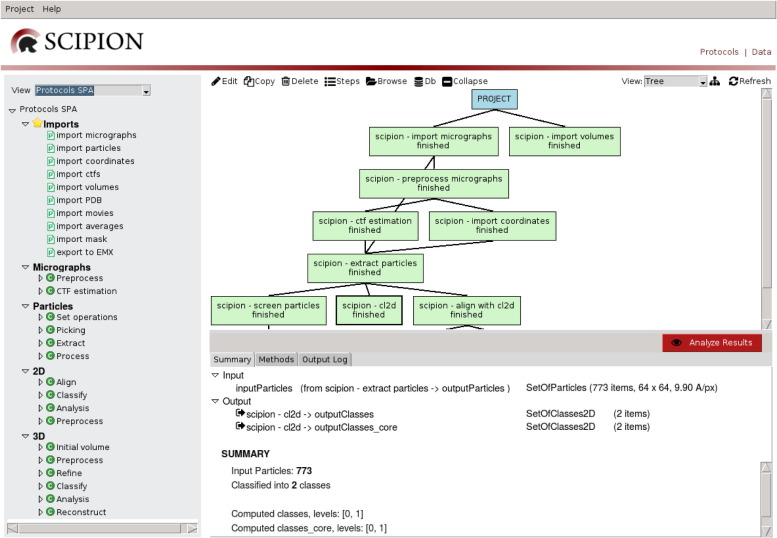 Project Help
SCIPION
Protocols | Data
View Protocols SPA
Edit Copy Delete Steps Browse Db Collapse View: Tree Refresh
Protocols SPA
Imports
import micrographs
import particles
import coordinates
import ctfs
import volumes
import PDB
import movies
import averages
import mask
export to EMX
Micrographs
Preprocess
CTF estimation
Particles
Set operations
Picking
Extract
Process
2D
Align
Classify
Analysis
Preprocess
3D
Initial volume
Preprocess
Refine
Classify
Analysis
Reconstruct
PROJECT
scipion - import micrographs
finished
scipion - import volumes
finished
scipion - preprocess micrographs
finished
scipion - ctf estimation
finished
scipion - import coordinates
finished
scipion - extract particles
finished
scipion - screen particles
finished
scipion - cl2d
finished
scipion - align with cl2d
finished
Analyze Results
Summary Methods Output Log
Input
inputParticles (from scipion - extract particles -> outputParticles ) SetOfParticles (773 items, 64 x 64, 9.90 A/px)
Output
scipion - cl2d -> outputClasses SetOfClasses2D (2 items)
scipion - cl2d -> outputClasses_core SetOfClasses2D (2 items)
SUMMARY
Input Particles: 773
Classified into 2 classes
Computed classes, levels: [0, 1]
Computed classes_core, levels: [0, 1]